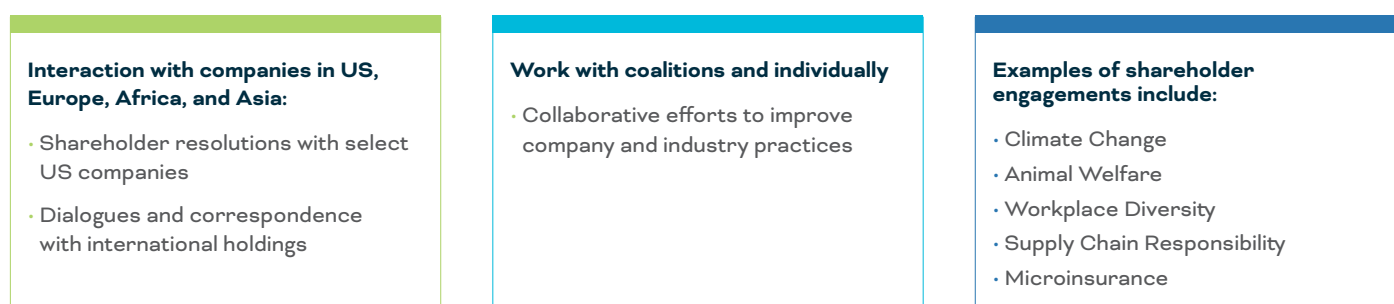 Interaction with companies in US,
Europe, Africa, and Asia:
· Shareholder resolutions with select
US companies
· Dialogues and correspondence
with international holdings
Work with coalitions and individually
· Collaborative efforts to improve
company and industry practices
Examples of shareholder
engagements include:
· Climate Change
· Animal Welfare
· Workplace Diversity
· Supply Chain Responsibility
· Microinsurance